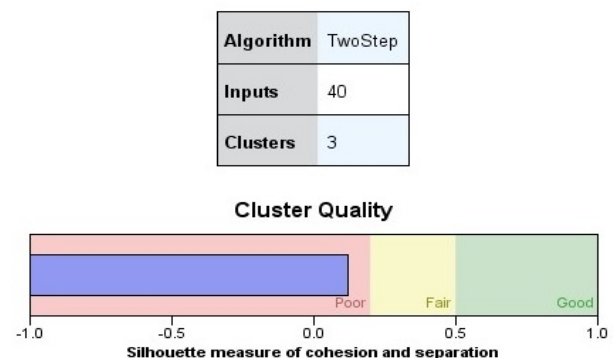 Algorithm TwoStep
Inputs 40
Clusters 3
Cluster Quality
Poor Fair Good
-1.0 -0.5 0.0 0.5 1.0
Silhouette measure of cohesion and separation